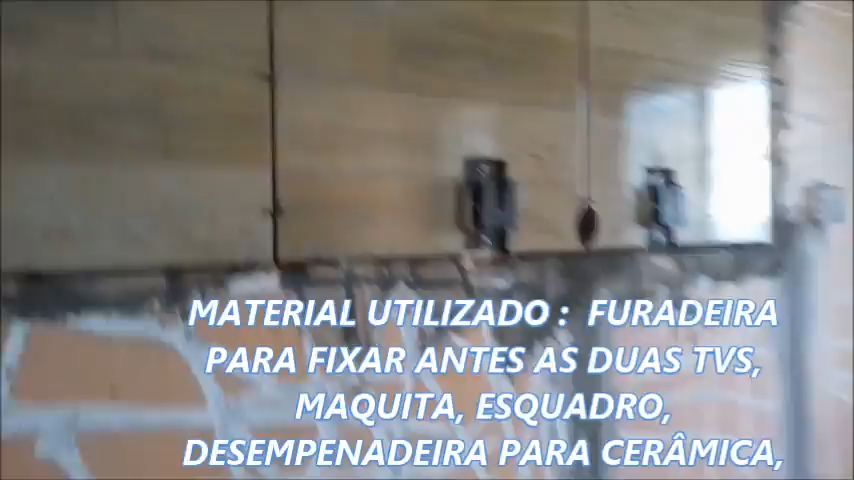 MATERIAL UTILIZADO : FURADEIRA
PARA FIXAR ANTES AS DUAS TVS,
MAQUITA, ESQUADRO,
DESEMPENADEIRA PARA CERÂMICA,